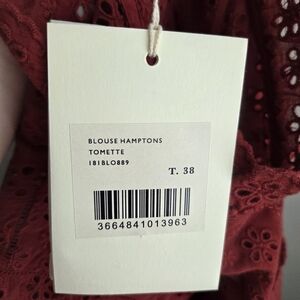 BLOUSE HAMPTONS
TOMETTE
1818LO889
T. 38
3664841013963